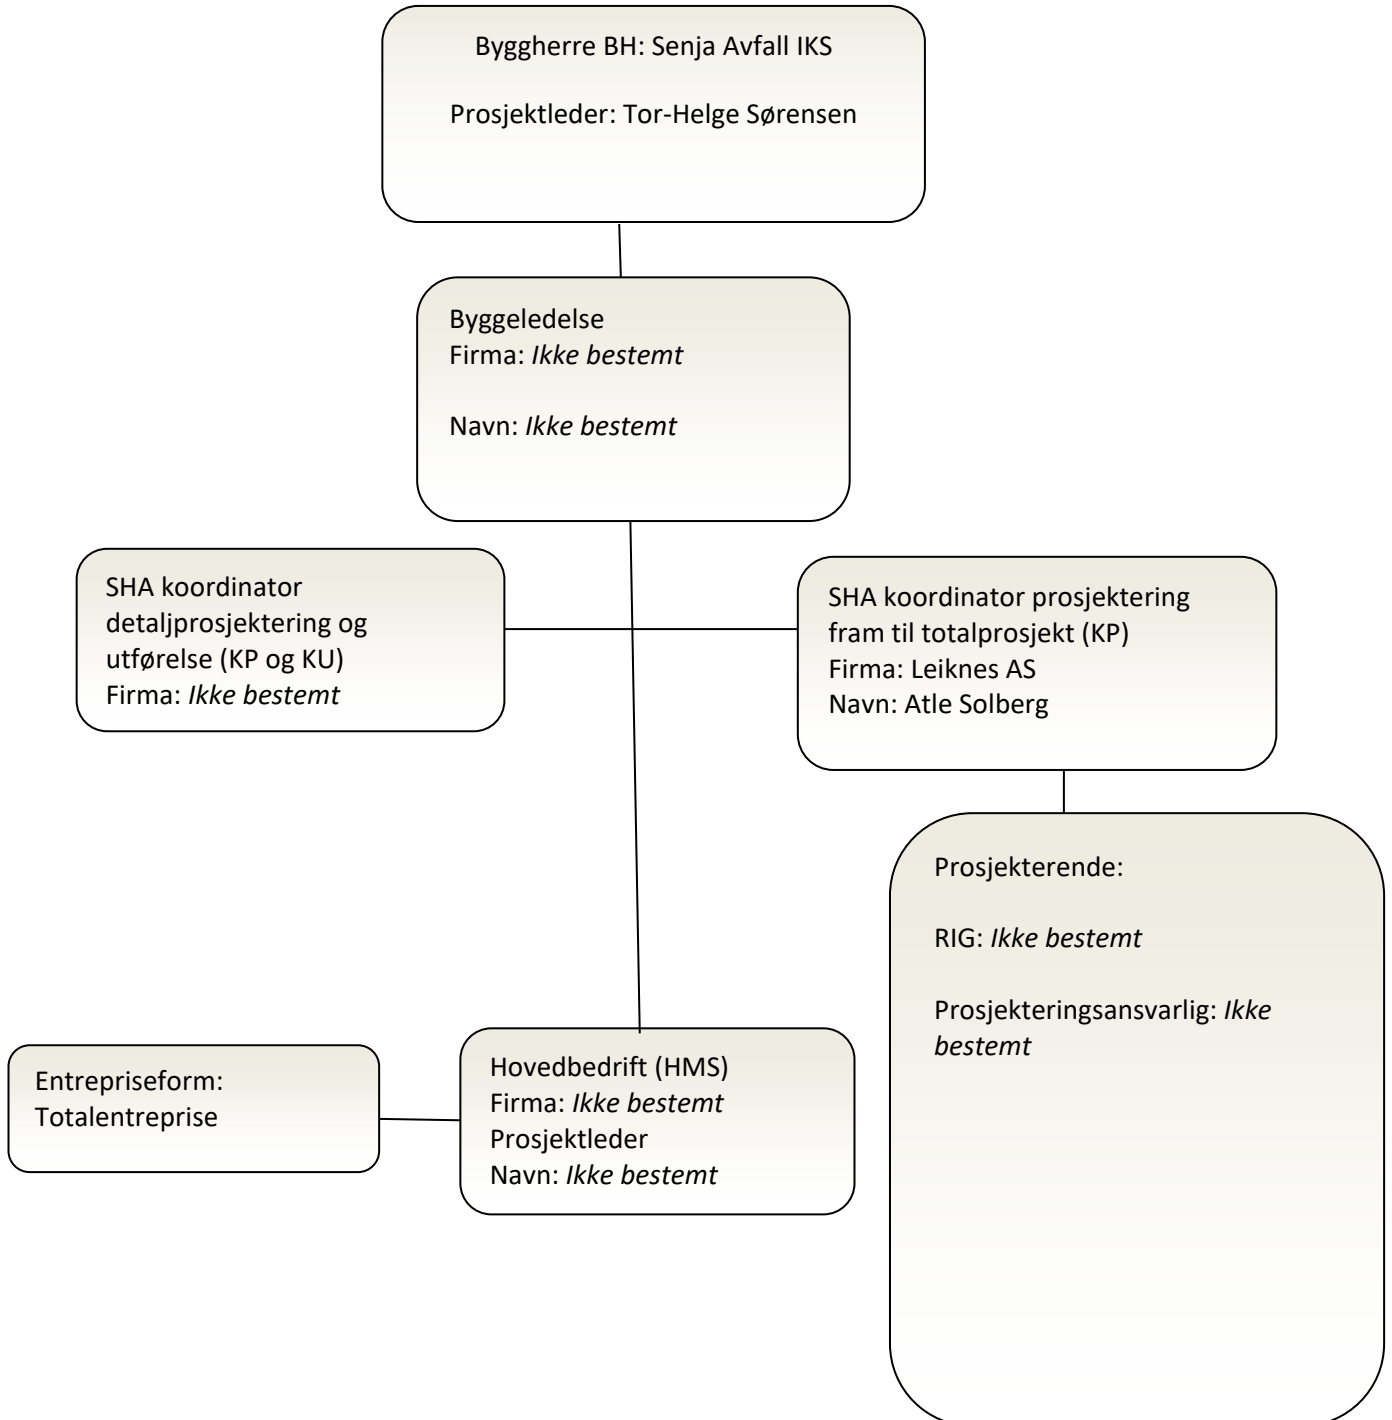 Byggherre BH: Senja Avfall IKS
Prosjektleder: Tor-Helge Sørensen
Byggeledelse
Firma: Ikke bestemt
Navn: Ikke bestemt
SHA koordinator
detaljprosjektering og
utførelse (KP og KU)
Firma: Ikke bestemt
SHA koordinator prosjektering
fram til totalprosjekt (KP)
Firma: Leiknes AS
Navn: Atle Solberg
Prosjekterende:
RIG: Ikke bestemt
Prosjekteringsansvarlig: Ikke
bestemt
Entrepriseform:
Totalentreprise
Hovedbedrift (HMS)
Firma: Ikke bestemt
Prosjektleder
Navn: Ikke bestemt